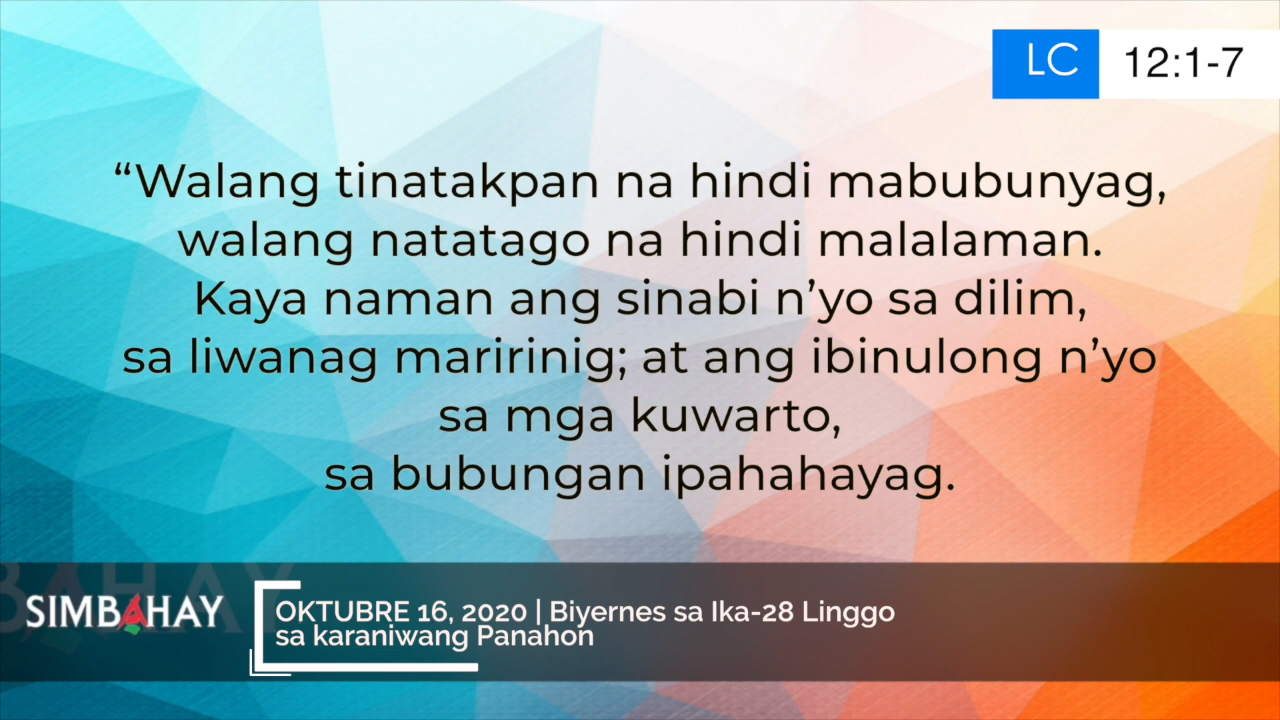 LC 12:1-7
“Walang tinatakpan na hindi mabubunyag,
walang natatago na hindi malalaman.
Kaya naman ang sinabi n’yo sa dilim,
sa liwanag maririnig; at ang ibinulong n’yo
sa mga kuwarto,
sa bubungan ipahahayag.
SIMBAHAY
OKTUBRE 16, 2020 | Biyernes sa Ika-28 Linggo
sa karaniwang Panahon